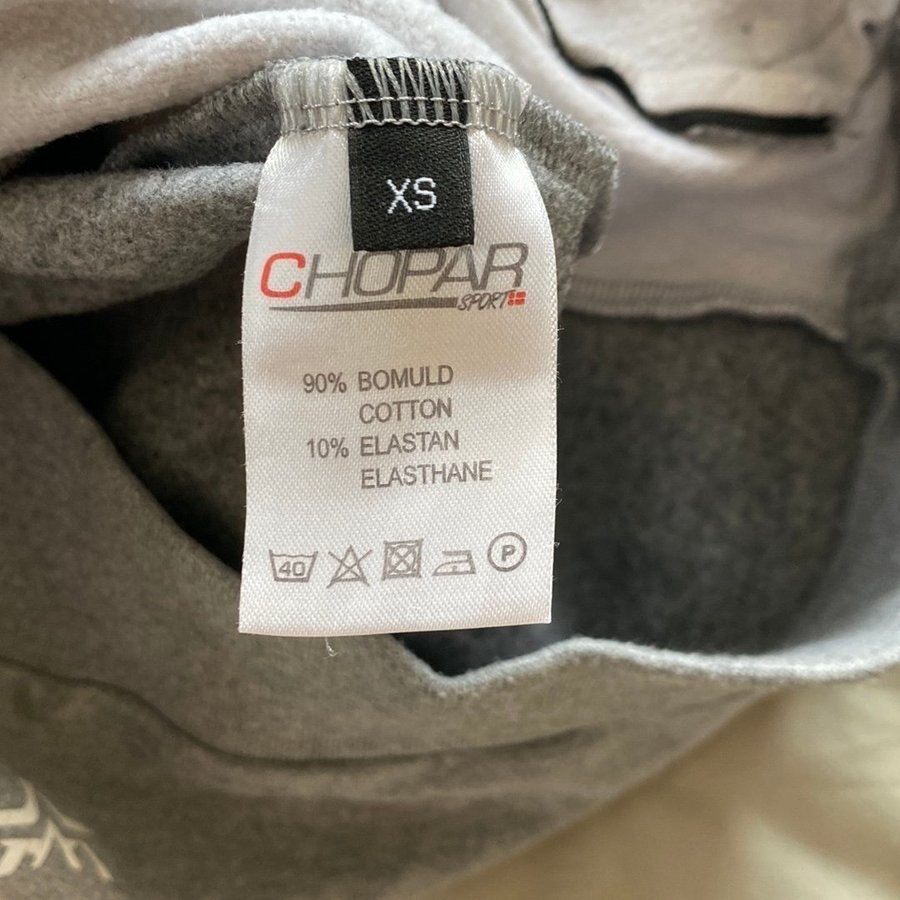 XS
CHOPAR
SPORT
90% BOMULD
COTTON
10% ELASTAN
ELASTHANE
40
P